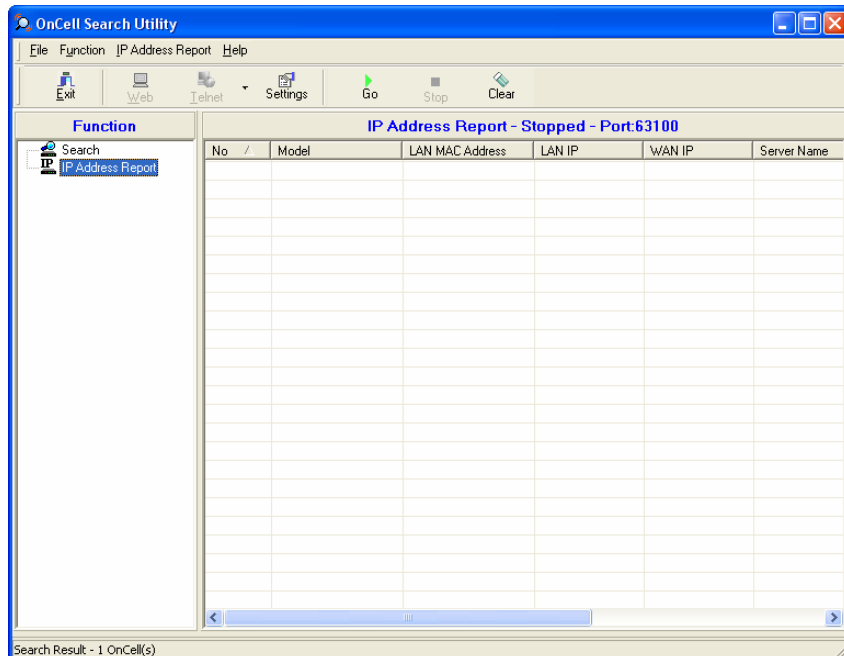 OnCell Search Utility
File Function IP Address Report Help
Exit Web Telnet Settings Go Stop Clear
Function
IP Address Report - Stopped - Port:63100
Search
IP Address Report
No Model LAN MAC Address LAN IP WAN IP Server Name
Search Result - 1 OnCell(s)